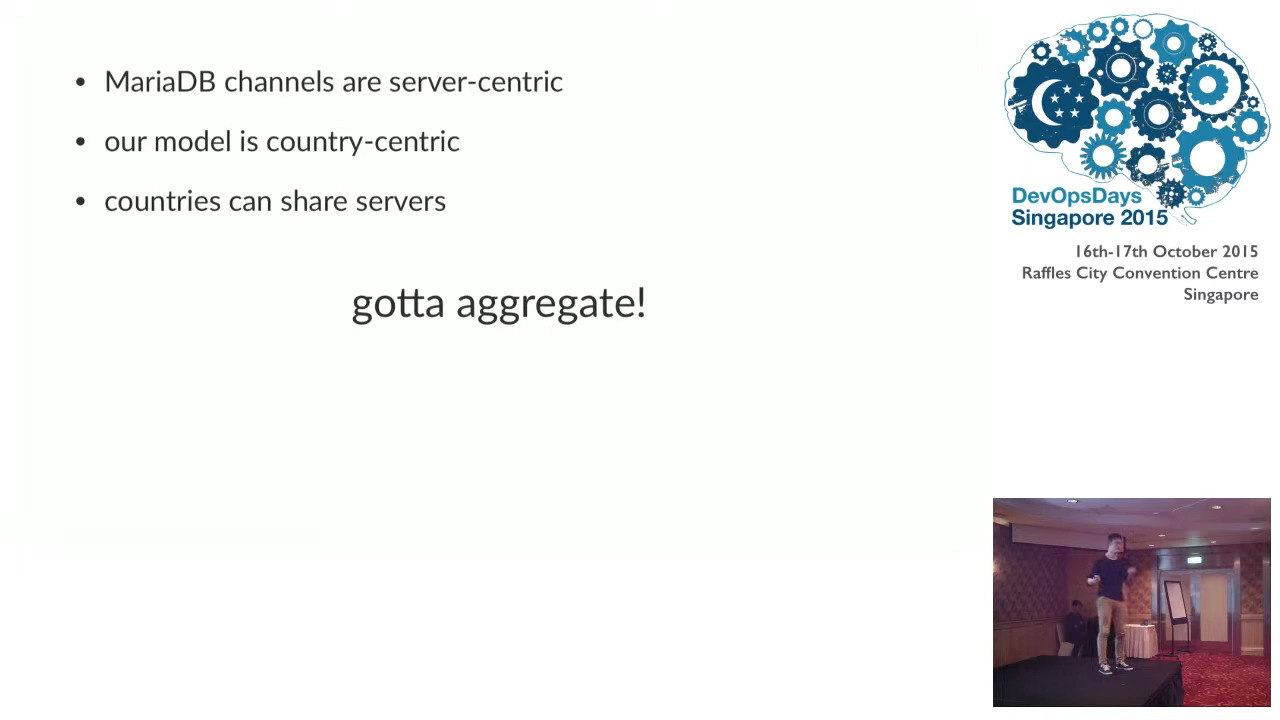 • MariaDB channels are server-centric
• our model is country-centric
• countries can share servers
gotta aggregate!
DevOpsDays
Singapore 2015
16th-17th October 2015
Raffles City Convention Centre
Singapore